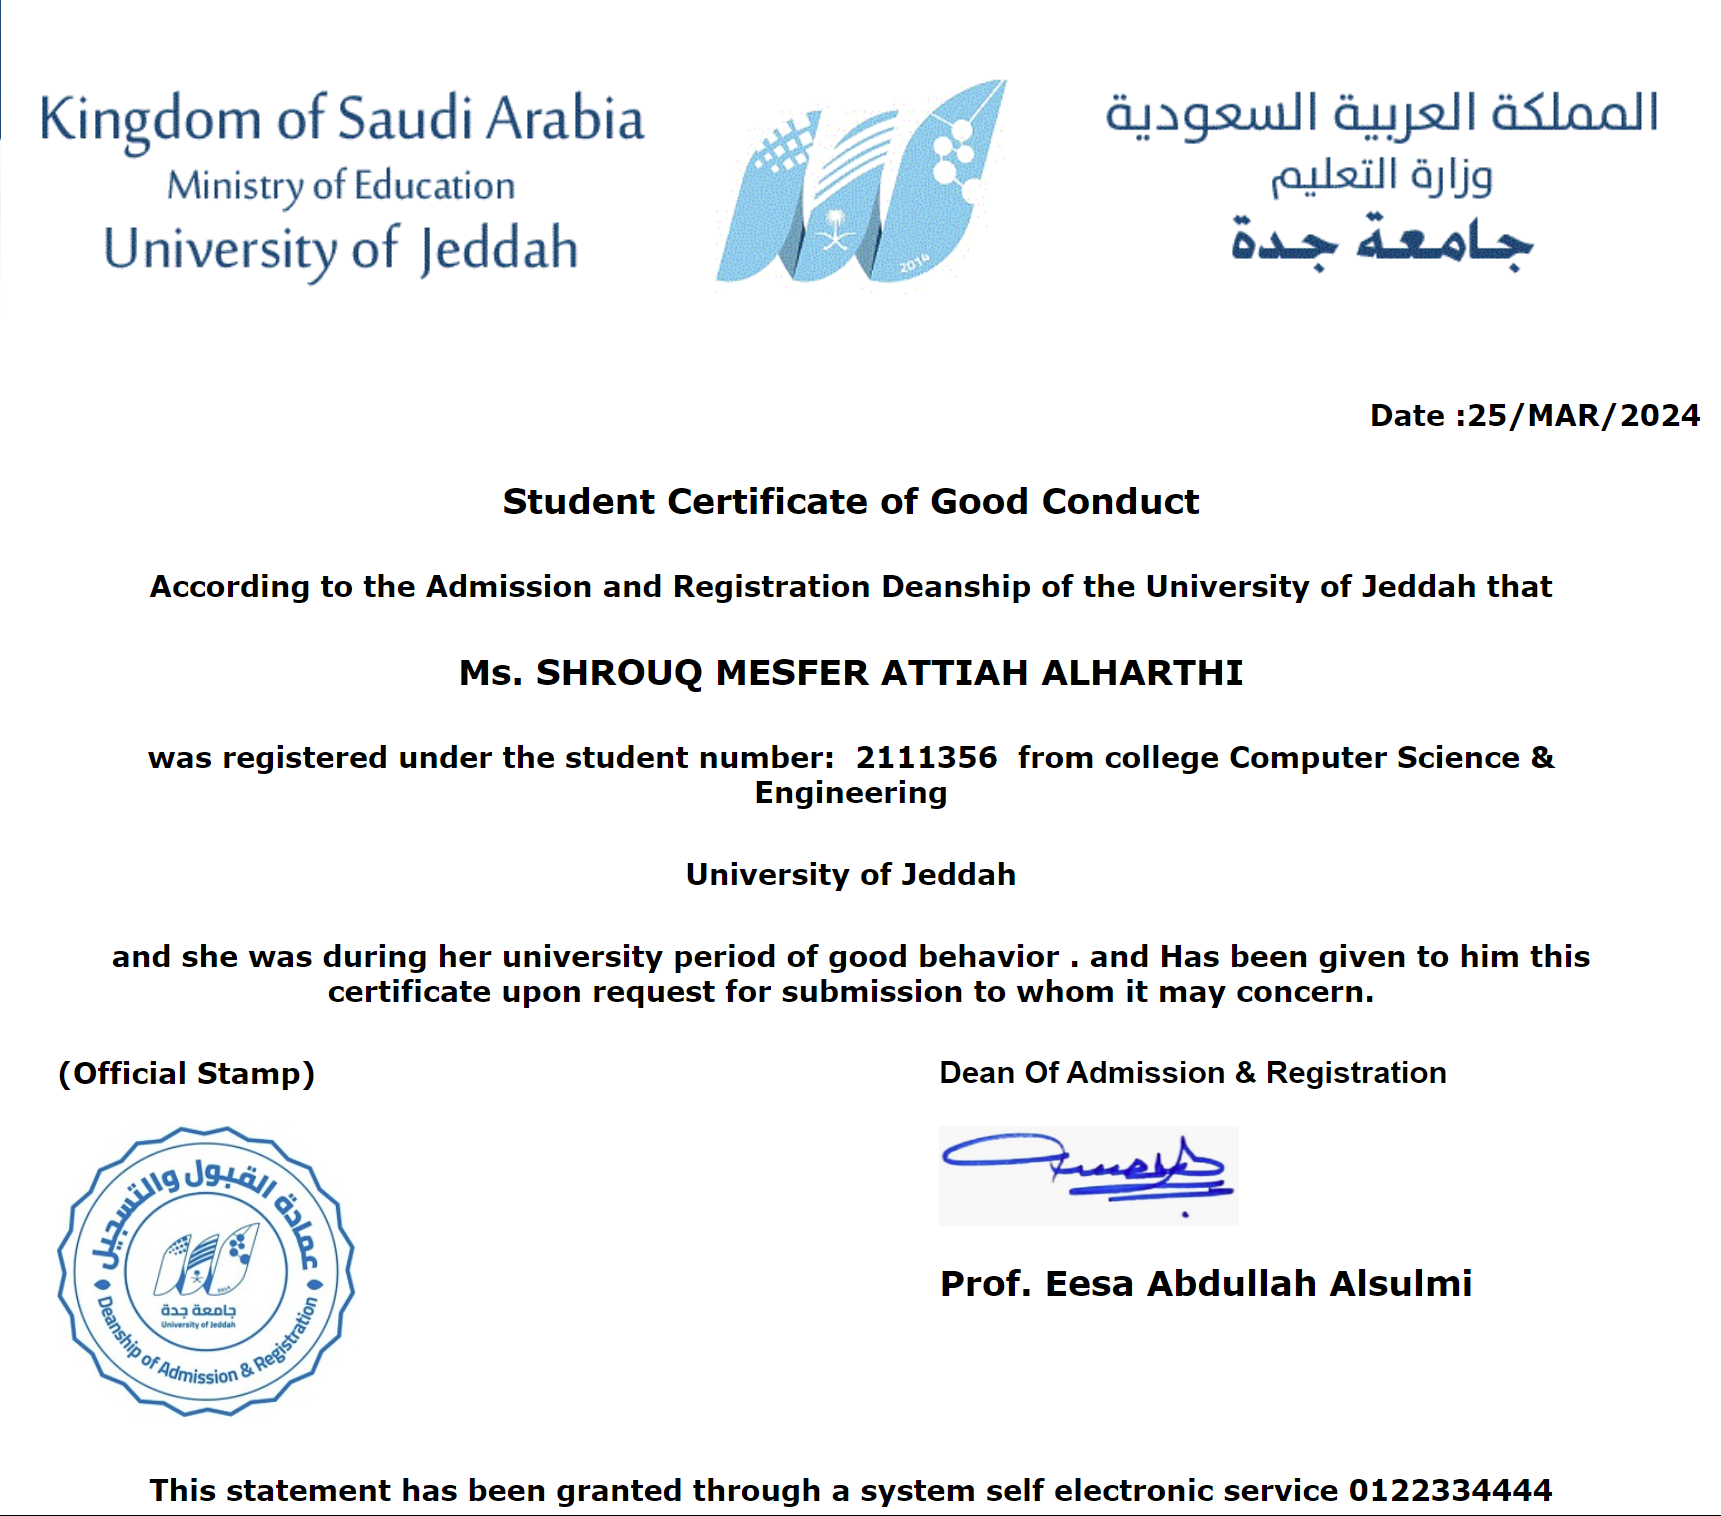 Kingdom of Saudi Arabia
Ministry of Education
University of Jeddah
المملكة العربية السعودية
وزارة التعليم
جامعة جدة
2014
Date :25/MAR/2024
Student Certificate of Good Conduct
According to the Admission and Registration Deanship of the University of Jeddah that
Ms. SHROUQ MESFER ATTIAH ALHARTHI
was registered under the student number: 2111356 from college Computer Science &
Engineering
University of Jeddah
and she was during her university period of good behavior . and Has been given to him this
certificate upon request for submission to whom it may concern.
(Official Stamp)
Dean Of Admission & Registration
عمادة القبول والتسجيل
2014
جامعة جدة
University of Jeddah
Deanship of Admission & Registration
Prof. Eesa Abdullah Alsulmi
This statement has been granted through a system self electronic service 0122334444